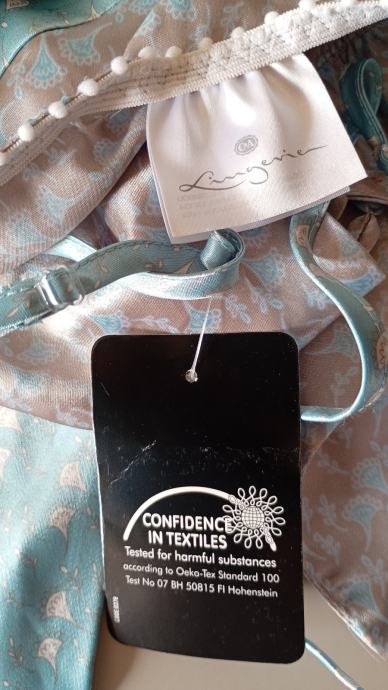 C&A
Lingerie
CONFIDENCE
IN TEXTILES
Tested for harmful substances
according to Oeko-Tex Standard 100
Test No 07 BH 50815 FI Hohenstein